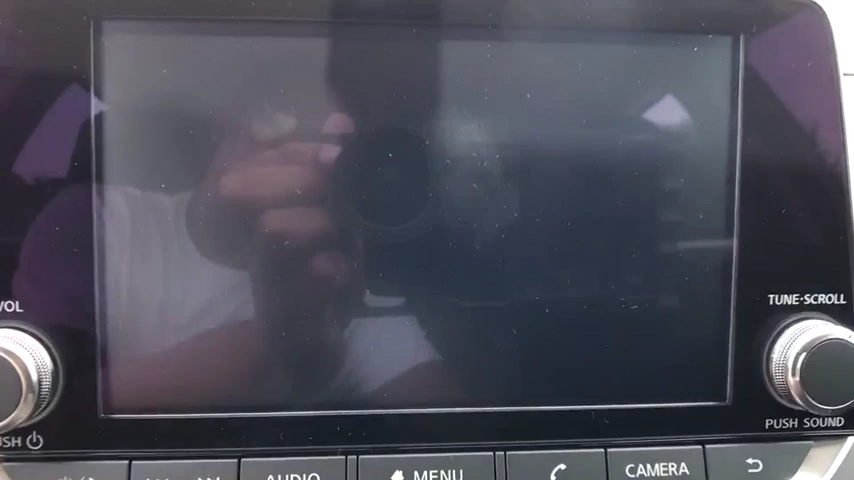 VOL
TUNE·SCROLL
PUSH SOUND
AUDIO
MENU
CAMERA